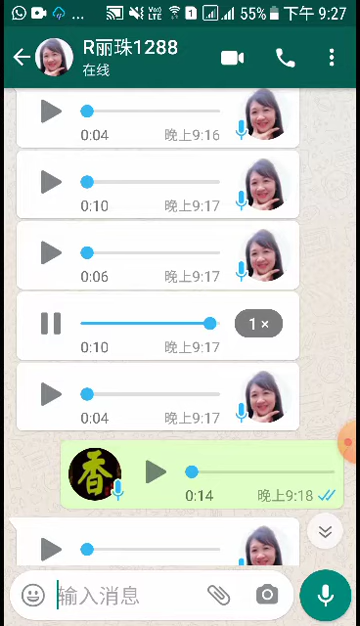 55% 下午 9:27
R丽珠1288
在线
0:04 晚上9:16
0:10 晚上9:17
0:06 晚上9:17
1×
0:10 晚上9:17
0:04 晚上9:17
香
0:14 晚上9:18
输入消息